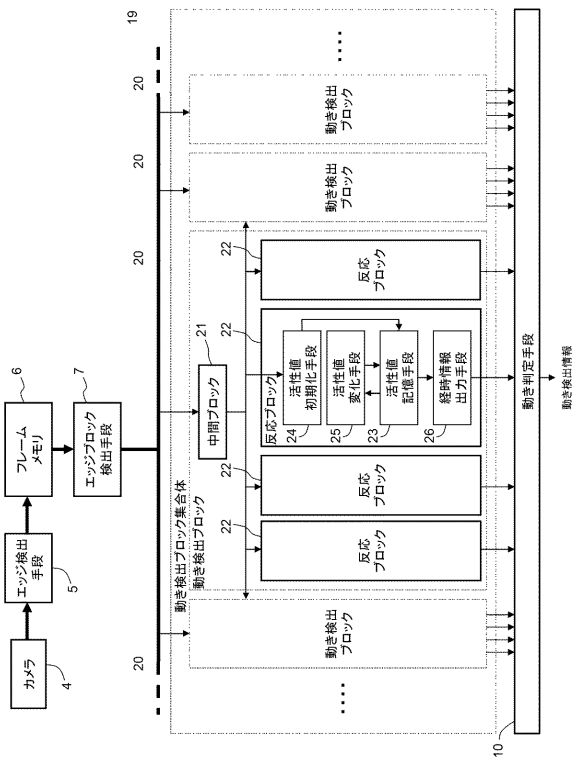 カメラ
4
エッジ検出
手段
5
フレーム
メモリ
6
エッジブロック
検出手段
7
20
20
20
20
19
動き検出ブロック集合体
動き検出ブロック
中間ブロック
21
・・・・
動き検出
ブロック
22
反応
ブロック
22
反応
ブロック
22
反応ブロック
活性値
初期化手段
24
活性値
変化手段
25
活性値
記憶手段
23
経時情報
出力手段
26
22
反応
ブロック
動き検出
ブロック
動き検出
ブロック
・・・・
10
動き判定手段
動き検出情報